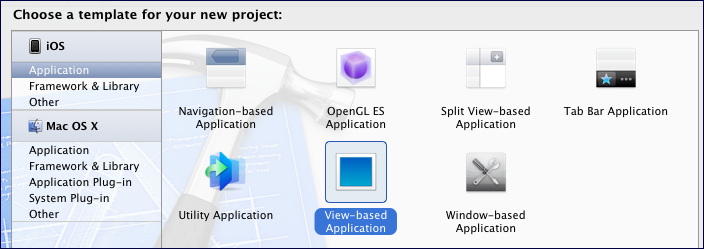 Choose a template for your new project:
iOS
Application
Framework & Library
Other
Mac OS X
Application
Framework & Library
Application Plug-in
System Plug-in
Other
Navigation-based
Application
OpenGL ES
Application
Split View-based
Application
Tab Bar Application
Utility Application
View-based
Application
Window-based
Application